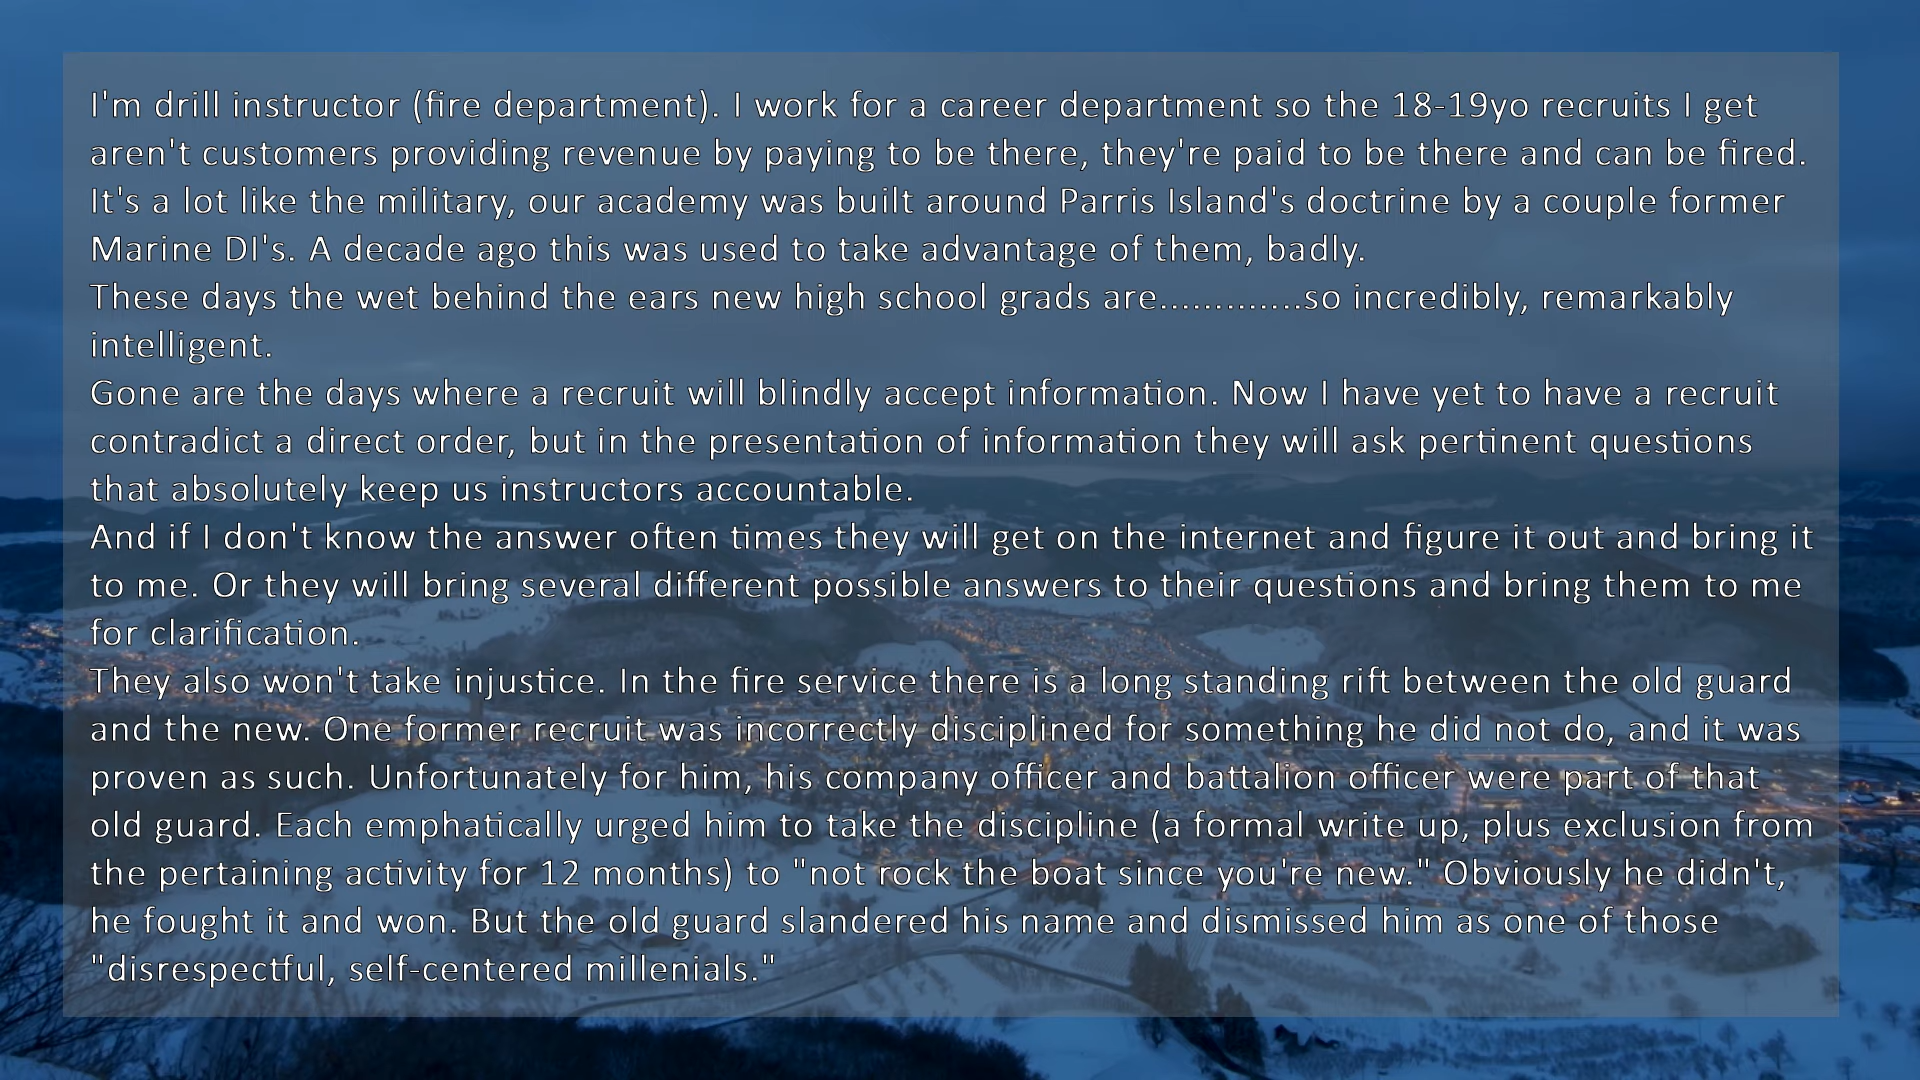 I'm drill instructor (fire department). I work for a career department so the 18-19yo recruits I get
aren't customers providing revenue by paying to be there, they're paid to be there and can be fired.
It's a lot like the military, our academy was built around Parris Island's doctrine by a couple former
Marine DI's. A decade ago this was used to take advantage of them, badly.
These days the wet behind the ears new high school grads are.............so incredibly, remarkably
intelligent.
Gone are the days where a recruit will blindly accept information. Now I have yet to have a recruit
contradict a direct order, but in the presentation of information they will ask pertinent questions
that absolutely keep us instructors accountable.
And if I don't know the answer often times they will get on the internet and figure it out and bring it
to me. Or they will bring several different possible answers to their questions and bring them to me
for clarification.
They also won't take injustice. In the fire service there is a long standing rift between the old guard
and the new. One former recruit was incorrectly disciplined for something he did not do, and it was
proven as such. Unfortunately for him, his company officer and battalion officer were part of that
old guard. Each emphatically urged him to take the discipline (a formal write up, plus exclusion from
the pertaining activity for 12 months) to "not rock the boat since you're new." Obviously he didn't,
he fought it and won. But the old guard slandered his name and dismissed him as one of those
"disrespectful, self-centered millenials."